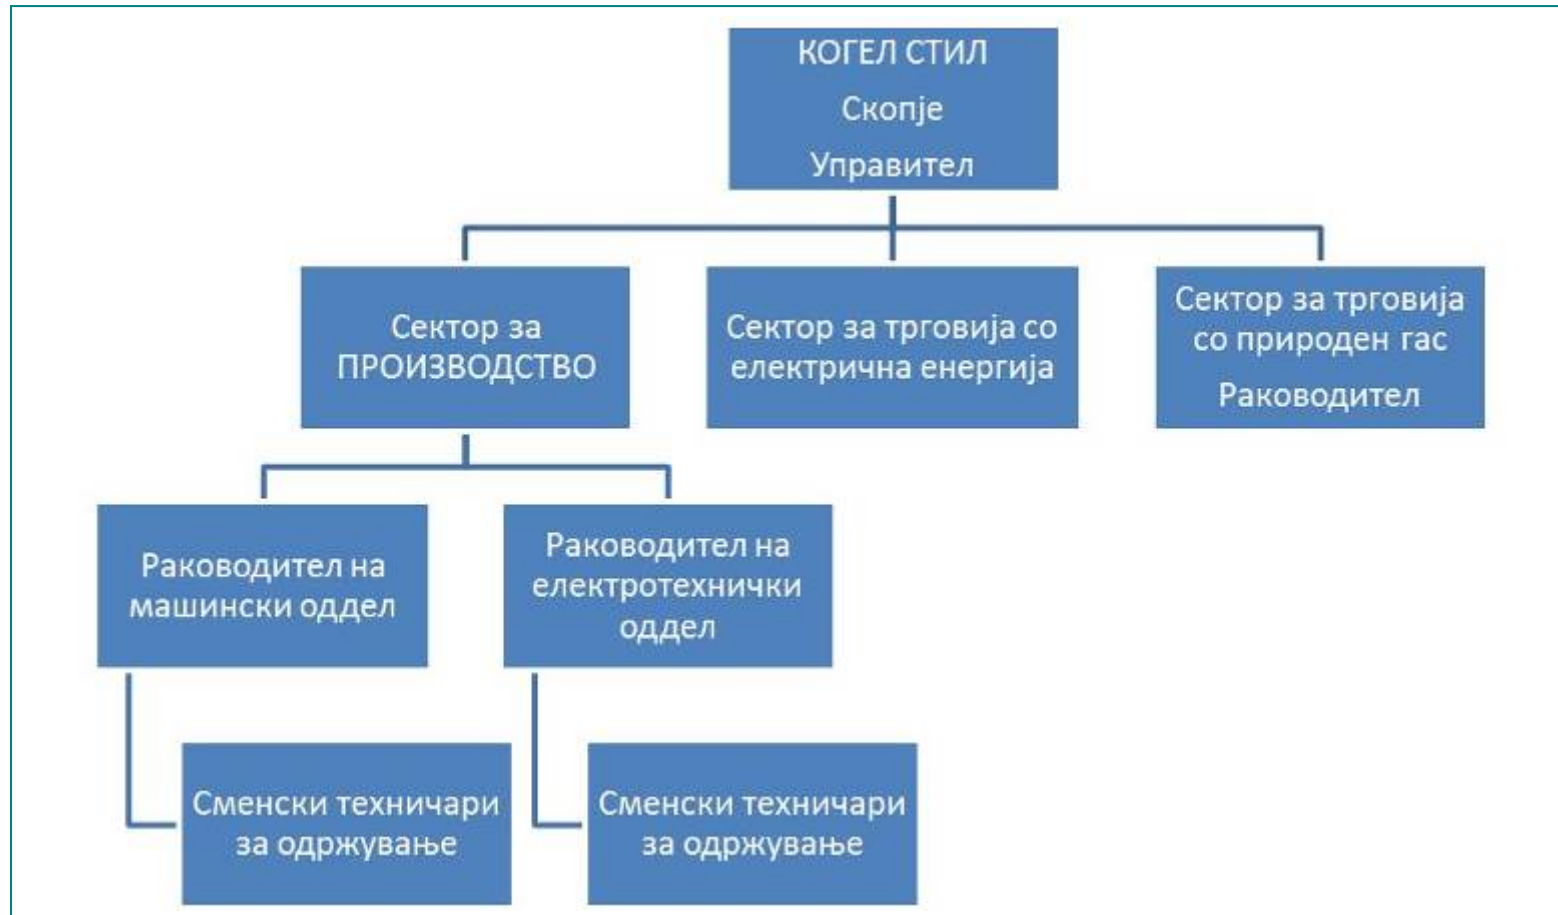 КОГЕЛ СТИЛ
Скопје
Управител
Сектор за
ПРОИЗВОДСТВО
Сектор за трговија со
електрична енергија
Сектор за трговија
со природен гас
Раководител
Раководител на
машински оддел
Раководител на
електротехнички
оддел
Сменски техничари
за одржување
Сменски техничари
за одржување